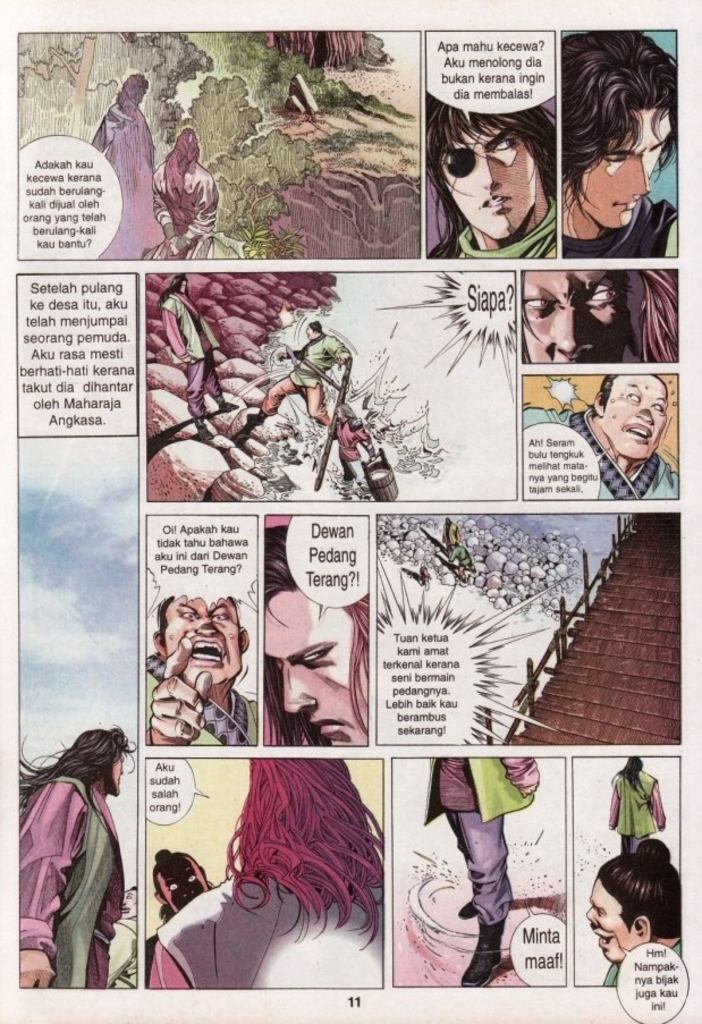 Adakah kau
kecewa kerana
sudah berulang-
kali dijual oleh
orang yang telah
berulang-kali
kau bantu?
Apa mahu kecewa?
Aku menolong dia
bukan kerana ingin
dia membalas!
Setelah pulang
ke desa itu, aku
telah menjumpai
seorang pemuda.
Aku rasa mesti
berhati-hati kerana
takut dia dihantar
oleh Maharaja
Angkasa.
Siapa?
Ah! Seram
bulu tengkuk
melihat mata-
nya yang begitu
tajam sekali.
Oi! Apakah kau
tidak tahu bahawa
aku ini dari Dewan
Pedang Terang?
Dewan
Pedang
Terang?!
Tuan ketua
kami amat
terkenal kerana
seni bermain
pedangnya.
Lebih baik kau
berambus
sekarang!
Aku
sudah
salah
orang!
Minta
maaf!
Hm!
Nampak-
nya bijak
juga kau
ini!
11